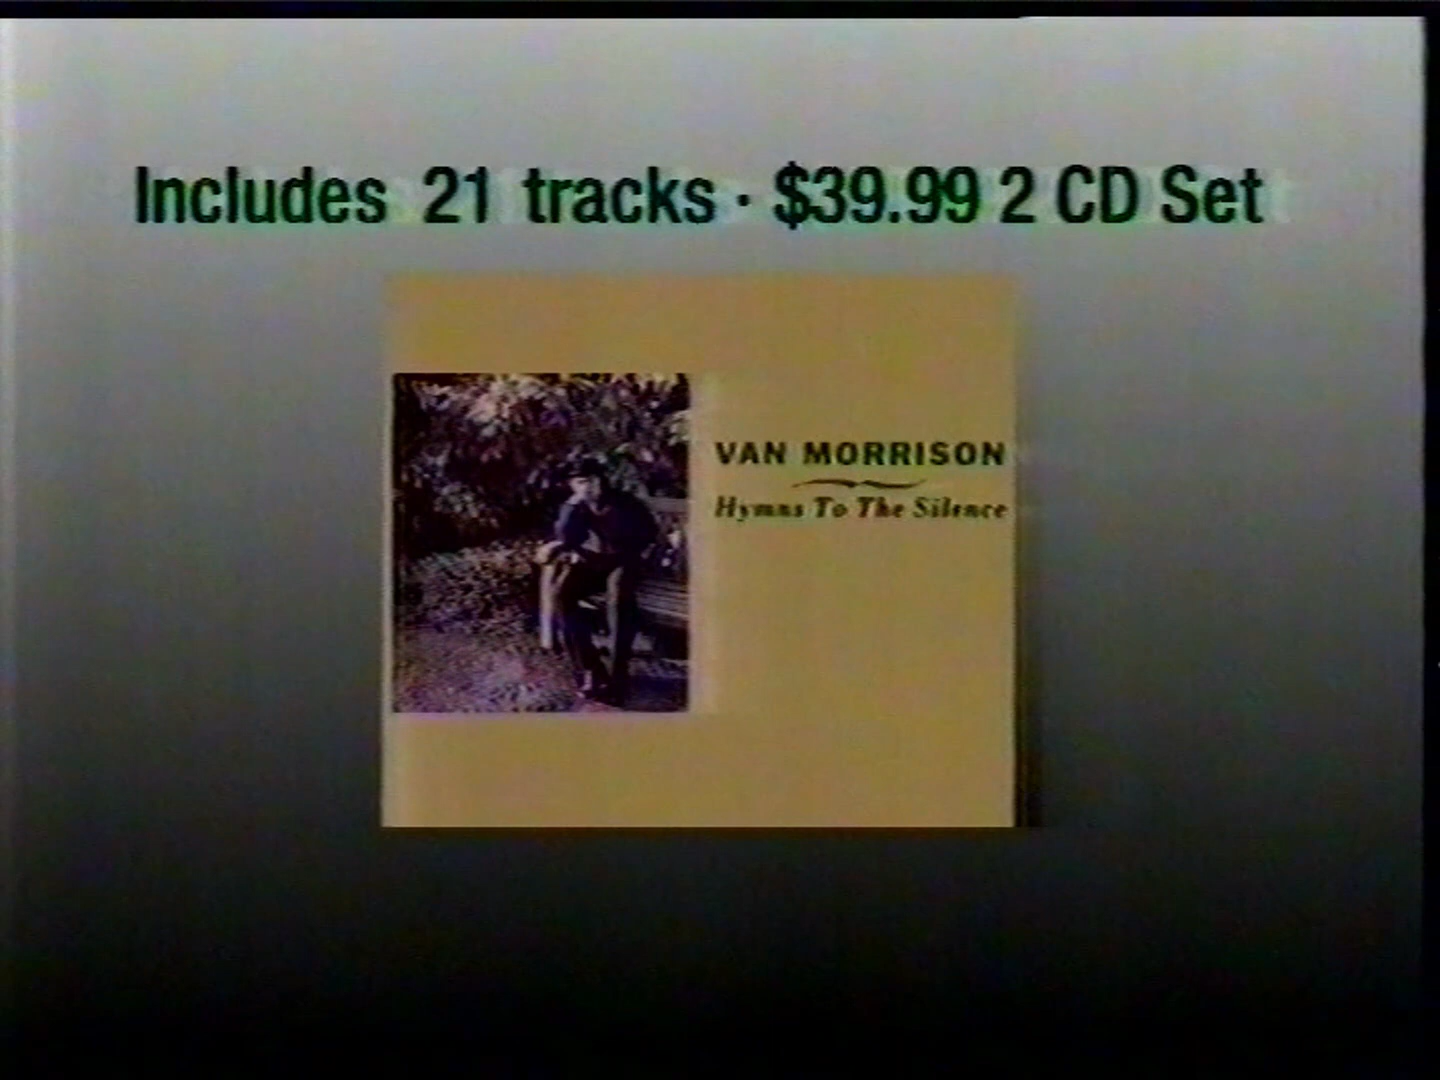 Includes 21 tracks · $39.99 2 CD Set
VAN MORRISON
Hymns To The Silence